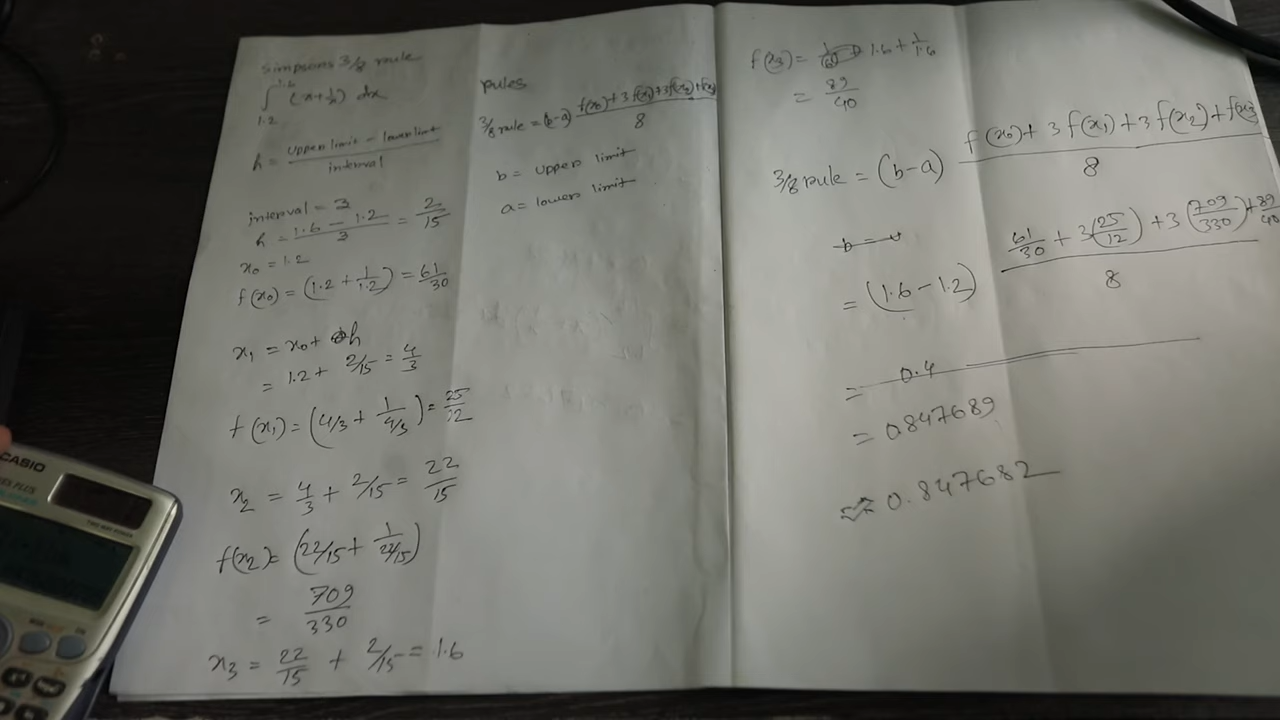 Simpsons 3/8 rule
∫ 1.2 1.6 (x+1/x) dx
h = upper limit - lower limit / interval
interval = 3
h = 1.6 - 1.2 / 3 = 2/15
x0 = 1.2
f(x0) = (1.2 + 1/1.2) = 61/30
x1 = x0 + h
= 1.2 + 2/15 = 4/3
f(x1) = (4/3 + 1/4/3) = 25/12
x2 = 4/3 + 2/15 = 22/15
f(x2) = (22/15 + 1/22/15)
= 709/330
x3 = 22/15 + 2/15 = 1.6
rules
3/8 rule = (b-a) f(x0) + 3f(x1) + 3f(x2) + f(x3) / 8
b = upper limit
a = lower limit
f(x3) = 1.6 + 1/1.6
= 89/40
3/8 rule = (b-a) f(x0) + 3f(x1) + 3f(x2) + f(x3 / 8
b = u
= (1.6 - 1.2) 61/30 + 3(25/12) + 3(709/330) + 89/40 / 8
= 0.4
= 0.847689
≈ 0.847682
CASIO